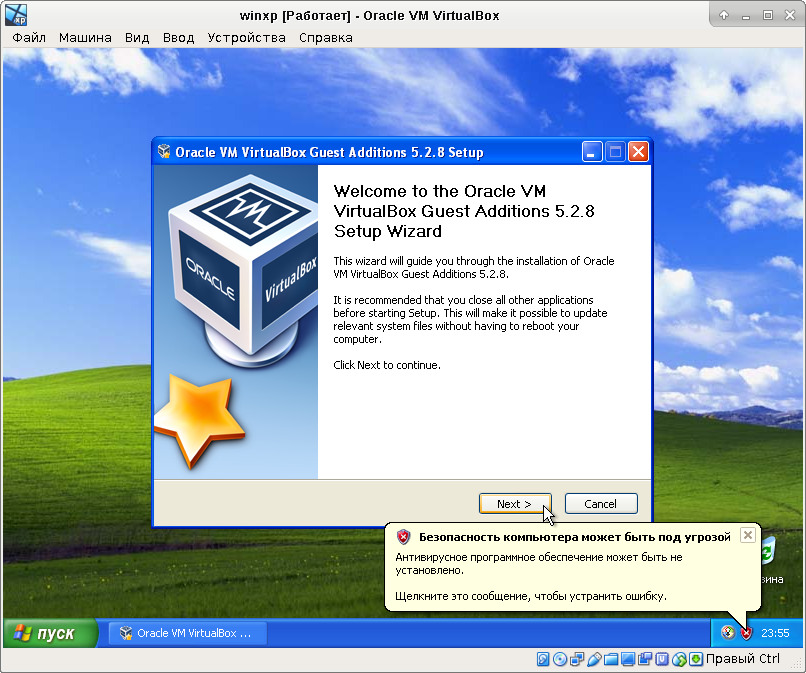 winxp [Работает] - Oracle VM VirtualBox
Файл Машина Вид Ввод Устройства Справка
Oracle VM VirtualBox Guest Additions 5.2.8 Setup
Welcome to the Oracle VM
VirtualBox Guest Additions 5.2.8
Setup Wizard
This wizard will guide you through the installation of Oracle
VM VirtualBox Guest Additions 5.2.8.
It is recommended that you close all other applications
before starting Setup. This will make it possible to update
relevant system files without having to reboot your
computer.
Click Next to continue.
ORACLE
VirtualBox
Next > Cancel
Безопасность компьютера может быть под угрозой
Антивирусное программное обеспечение может быть не
установлено.
Щелкните это сообщение, чтобы устранить ошибку.
пуск
Oracle VM VirtualBox ...
23:55
Правый Ctrl